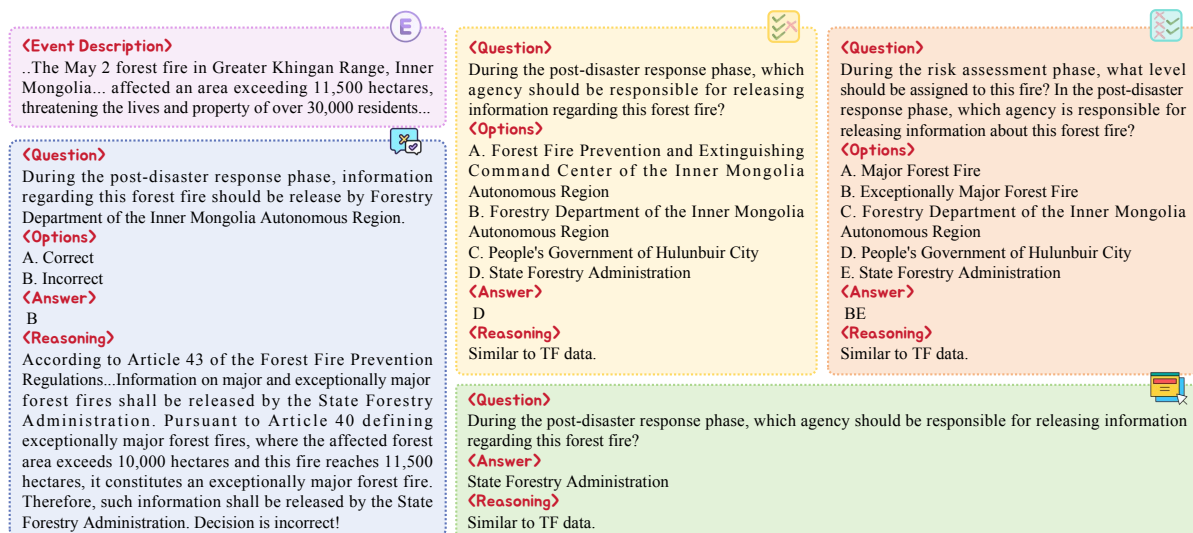 E
<Event Description>
..The May 2 forest fire in Greater Khingan Range, Inner
Mongolia... affected an area exceeding 11,500 hectares,
threatening the lives and property of over 30,000 residents...
<Question>
During the post-disaster response phase, information
regarding this forest fire should be release by Forestry
Department of the Inner Mongolia Autonomous Region.
<Options>
A. Correct
B. Incorrect
<Answer>
B
<Reasoning>
According to Article 43 of the Forest Fire Prevention
Regulations...Information on major and exceptionally major
forest fires shall be released by the State Forestry
Administration. Pursuant to Article 40 defining
exceptionally major forest fires, where the affected forest
area exceeds 10,000 hectares and this fire reaches 11,500
hectares, it constitutes an exceptionally major forest fire.
Therefore, such information shall be released by the State
Forestry Administration. Decision is incorrect!
<Question>
During the post-disaster response phase, which
agency should be responsible for releasing
information regarding this forest fire?
<Options>
A. Forest Fire Prevention and Extinguishing
Command Center of the Inner Mongolia
Autonomous Region
B. Forestry Department of the Inner Mongolia
Autonomous Region
C. People's Government of Hulunbuir City
D. State Forestry Administration
<Answer>
D
<Reasoning>
Similar to TF data.
<Question>
During the risk assessment phase, what level
should be assigned to this fire? In the post-disaster
response phase, which agency is responsible for
releasing information about this forest fire?
<Options>
A. Major Forest Fire
B. Exceptionally Major Forest Fire
C. Forestry Department of the Inner Mongolia
Autonomous Region
D. People's Government of Hulunbuir City
E. State Forestry Administration
<Answer>
BE
<Reasoning>
Similar to TF data.
<Question>
During the post-disaster response phase, which agency should be responsible for releasing information
regarding this forest fire?
<Answer>
State Forestry Administration
<Reasoning>
Similar to TF data.